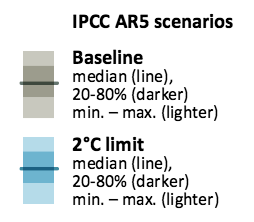 IPCC AR5 scenarios
Baseline
median (line),
20-80% (darker)
min. – max. (lighter)
2°C limit
median (line),
20-80% (darker)
min. – max. (lighter)